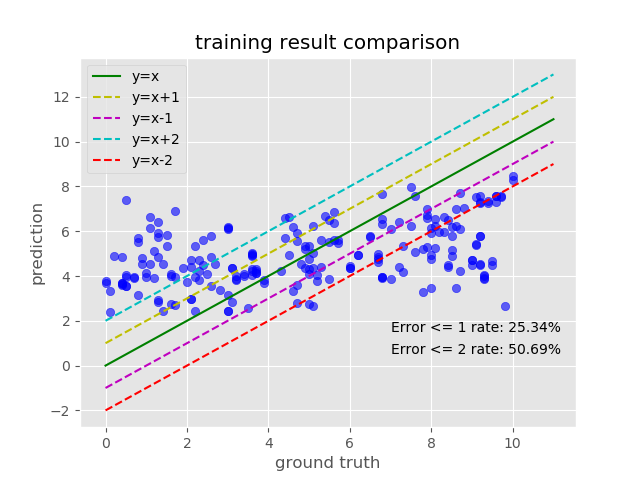 training result comparison
y=x
y=x+1
y=x-1
y=x+2
y=x-2
12
10
8
6
4
2
0
−2
prediction
Error <= 1 rate: 25.34%
Error <= 2 rate: 50.69%
0 2 4 6 8 10
ground truth